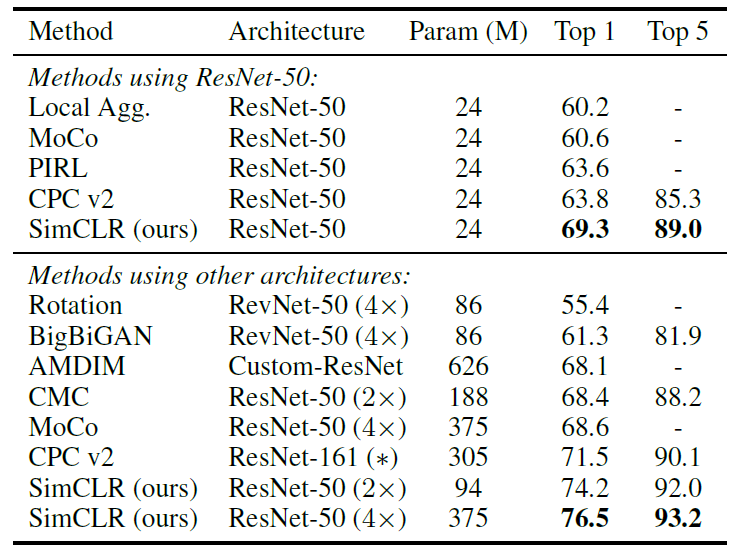 Method Architecture Param (M) Top 1 Top 5
Methods using ResNet-50:
Local Agg. ResNet-50 24 60.2 -
MoCo ResNet-50 24 60.6 -
PIRL ResNet-50 24 63.6 -
CPC v2 ResNet-50 24 63.8 85.3
SimCLR (ours) ResNet-50 24 69.3 89.0
Methods using other architectures:
Rotation RevNet-50 (4×) 86 55.4 -
BigBiGAN RevNet-50 (4×) 86 61.3 81.9
AMDIM Custom-ResNet 626 68.1 -
CMC ResNet-50 (2×) 188 68.4 88.2
MoCo ResNet-50 (4×) 375 68.6 -
CPC v2 ResNet-161 (∗) 305 71.5 90.1
SimCLR (ours) ResNet-50 (2×) 94 74.2 92.0
SimCLR (ours) ResNet-50 (4×) 375 76.5 93.2